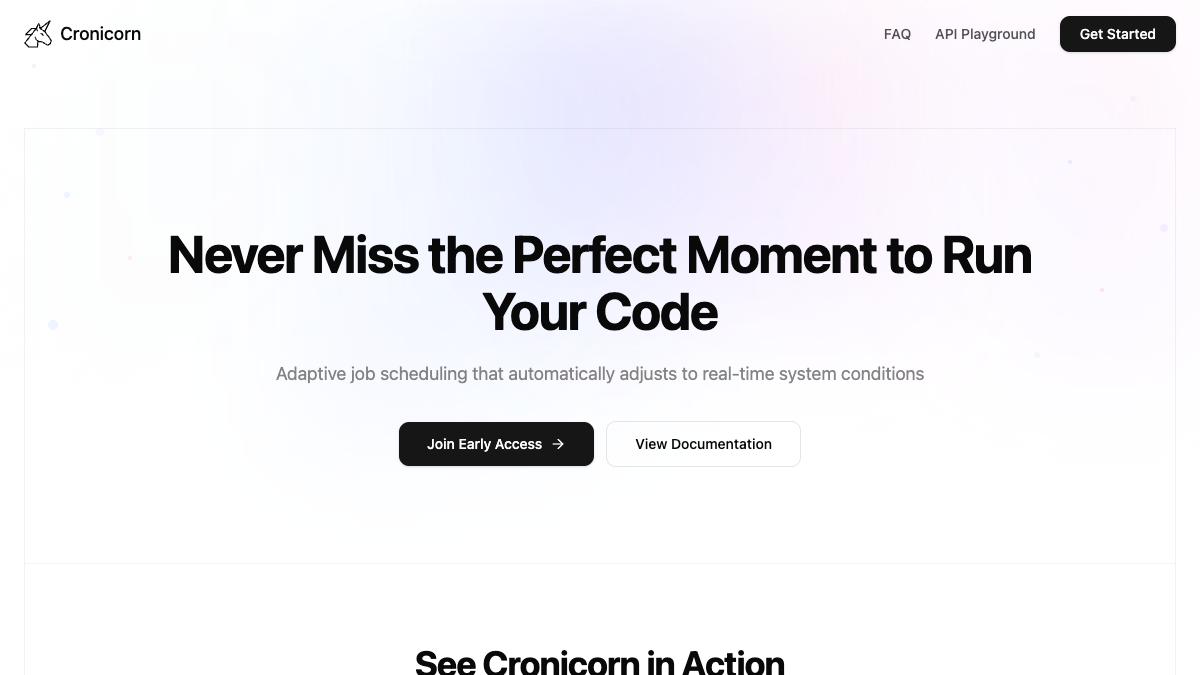 Cronicorn
FAQ
API Playground
Get Started
Never Miss the Perfect Moment to Run
Your Code
Adaptive job scheduling that automatically adjusts to real-time system conditions
Join Early Access →
View Documentation
See Cronicorn in Action